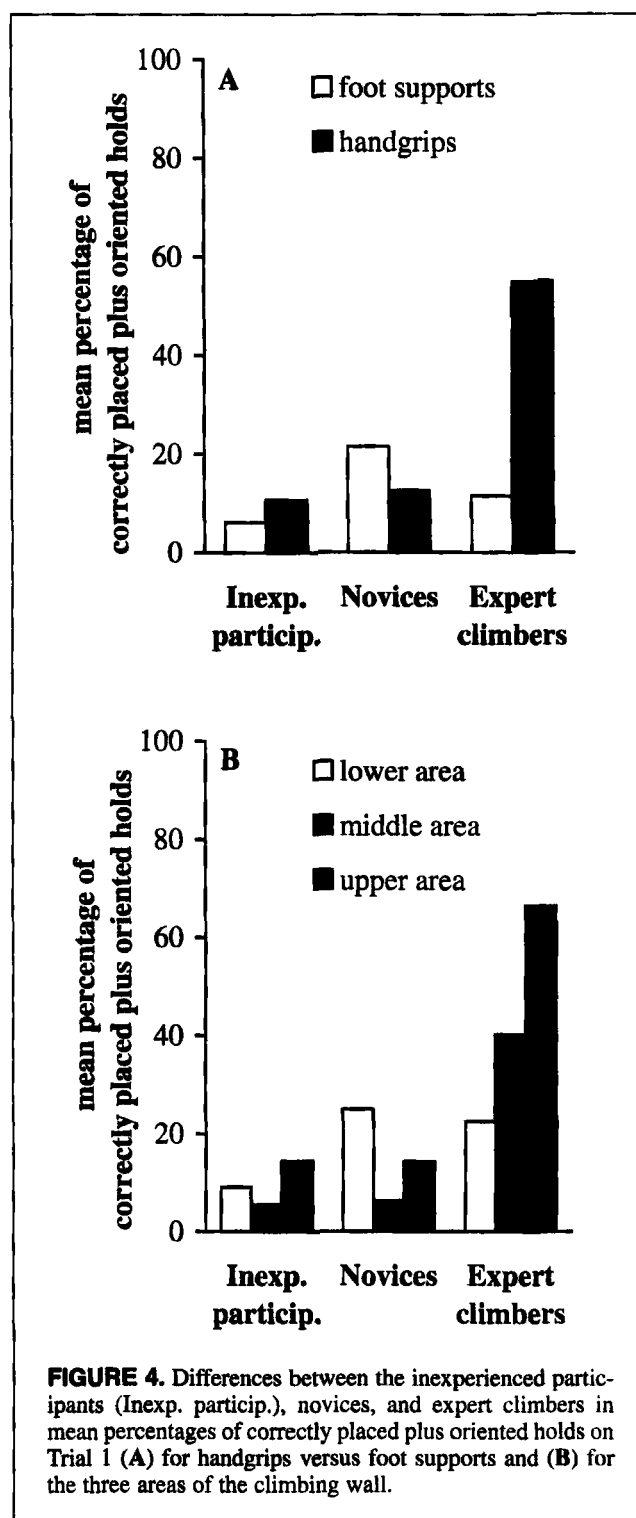 100
A
foot supports
handgrips
80
60
40
20
0
mean percentage of
correctly placed plus oriented holds
Inexp.
particip.
Novices
Expert
climbers
100
B
lower area
middle area
upper area
80
60
40
20
0
mean percentage of
correctly placed plus oriented holds
Inexp.
particip.
Novices
Expert
climbers
FIGURE 4. Differences between the inexperienced partic-
ipants (Inexp. particip.), novices, and expert climbers in
mean percentages of correctly placed plus oriented holds on
Trial 1 (A) for handgrips versus foot supports and (B) for
the three areas of the climbing wall.